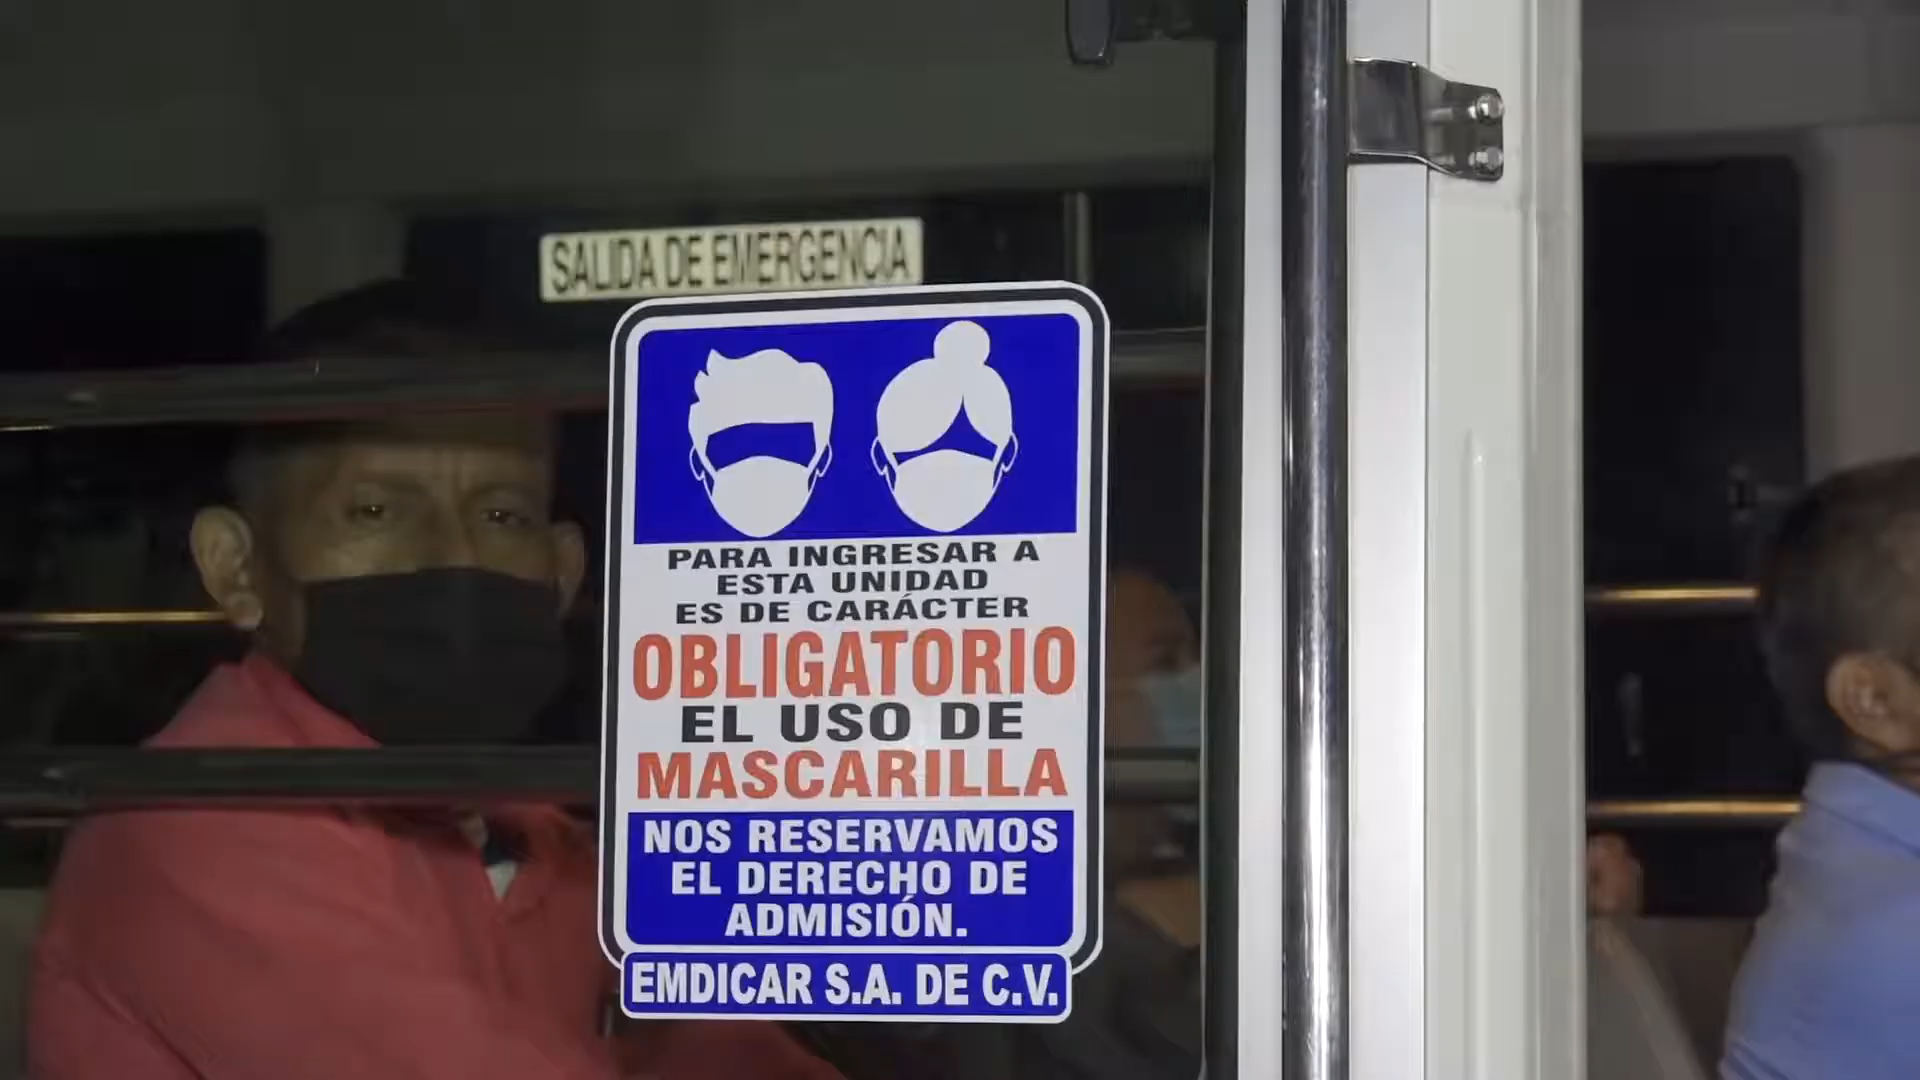 SALIDA DE EMERGENCIA
PARA INGRESAR A
ESTA UNIDAD
ES DE CARÁCTER
OBLIGATORIO
EL USO DE
MASCARILLA
NOS RESERVAMOS
EL DERECHO DE
ADMISIÓN.
EMDICAR S.A. DE C.V.